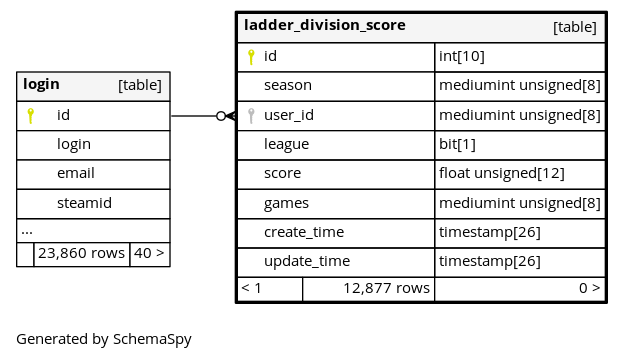 login [table]
id
login
email
steamid
...
23,860 rows 40 >
ladder_division_score [table]
id int[10]
season mediumint unsigned[8]
user_id mediumint unsigned[8]
league bit[1]
score float unsigned[12]
games mediumint unsigned[8]
create_time timestamp[26]
update_time timestamp[26]
< 1 12,877 rows 0 >
Generated by SchemaSpy